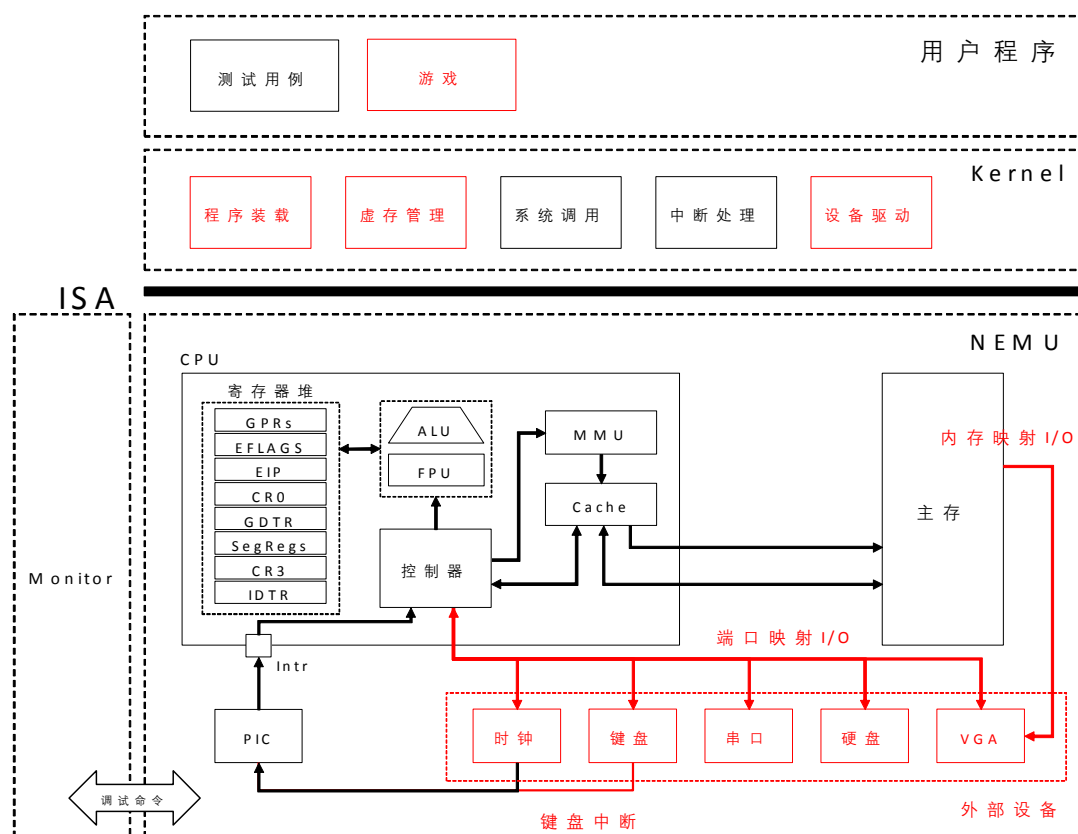 用户程序
测试用例
游戏
Kernel
程序装载
虚存管理
系统调用
中断处理
设备驱动
ISA
NEMU
CPU
寄存器堆
GPRs
EFLAGS
EIP
CR0
GDTR
SegRegs
CR3
IDTR
ALU
FPU
MMU
Cache
控制器
内存映射I/O
主存
Monitor
端口映射I/O
Intr
PIC
时钟
键盘
串口
硬盘
VGA
调试命令
键盘中断
外部设备